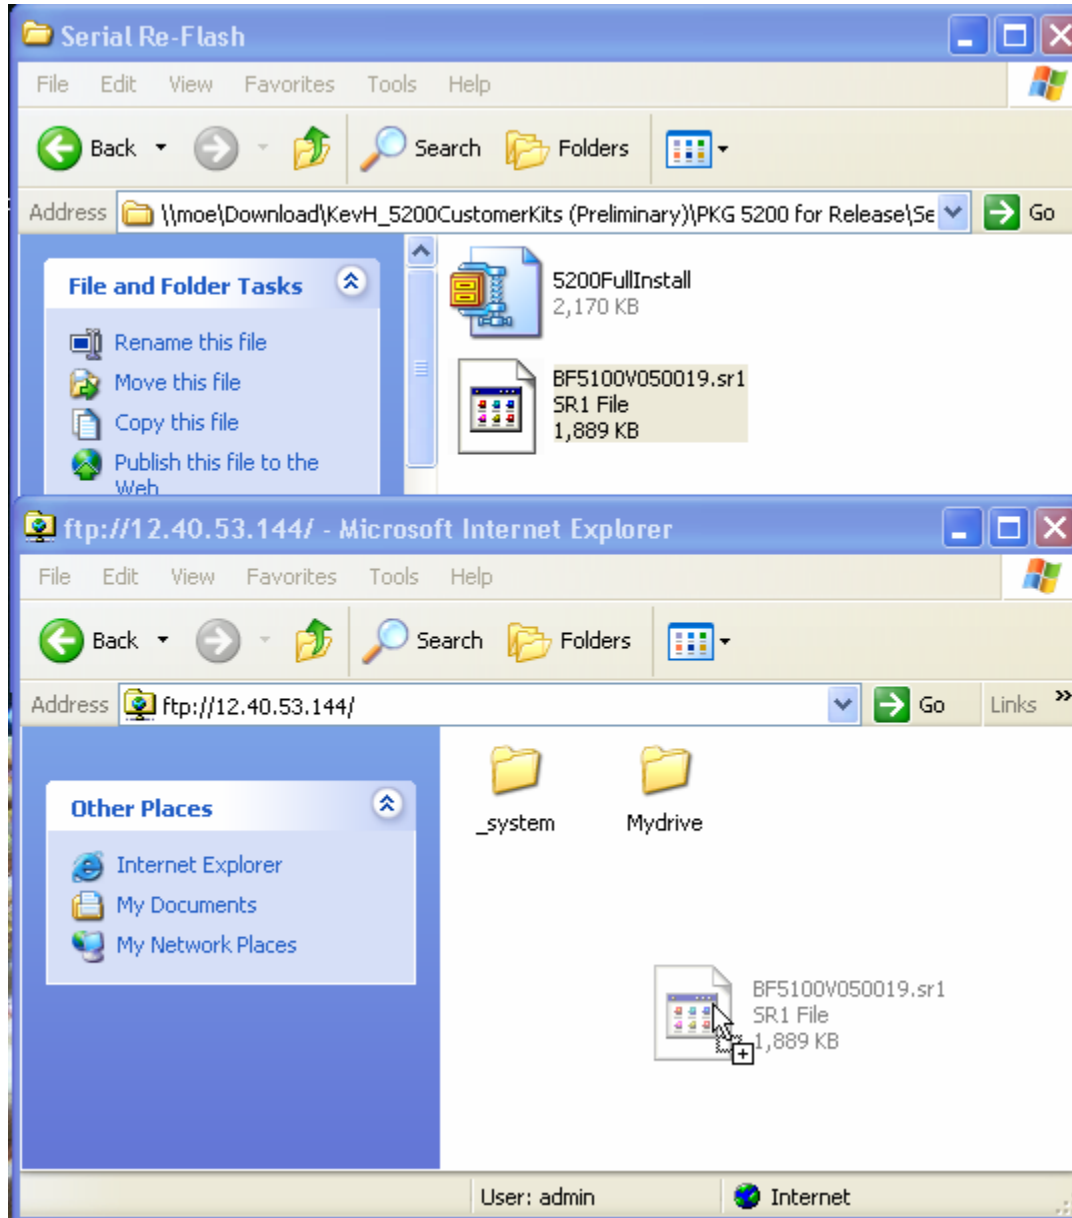 Serial Re-Flash
File Edit View Favorites Tools Help
Back Search Folders
Address \\moe\Download\KevH_5200CustomerKits (Preliminary)\PKG 5200 for Release\Se Go
File and Folder Tasks
Rename this file
Move this file
Copy this file
Publish this file to the
Web
5200FullInstall
2,170 KB
BF5100V050019.sr1
SR1 File
1,889 KB
ftp://12.40.53.144/ - Microsoft Internet Explorer
File Edit View Favorites Tools Help
Back Search Folders
Address ftp://12.40.53.144/ Go Links »
Other Places
Internet Explorer
My Documents
My Network Places
_system Mydrive
BF5100V050019.sr1
SR1 File
1,889 KB
User: admin Internet